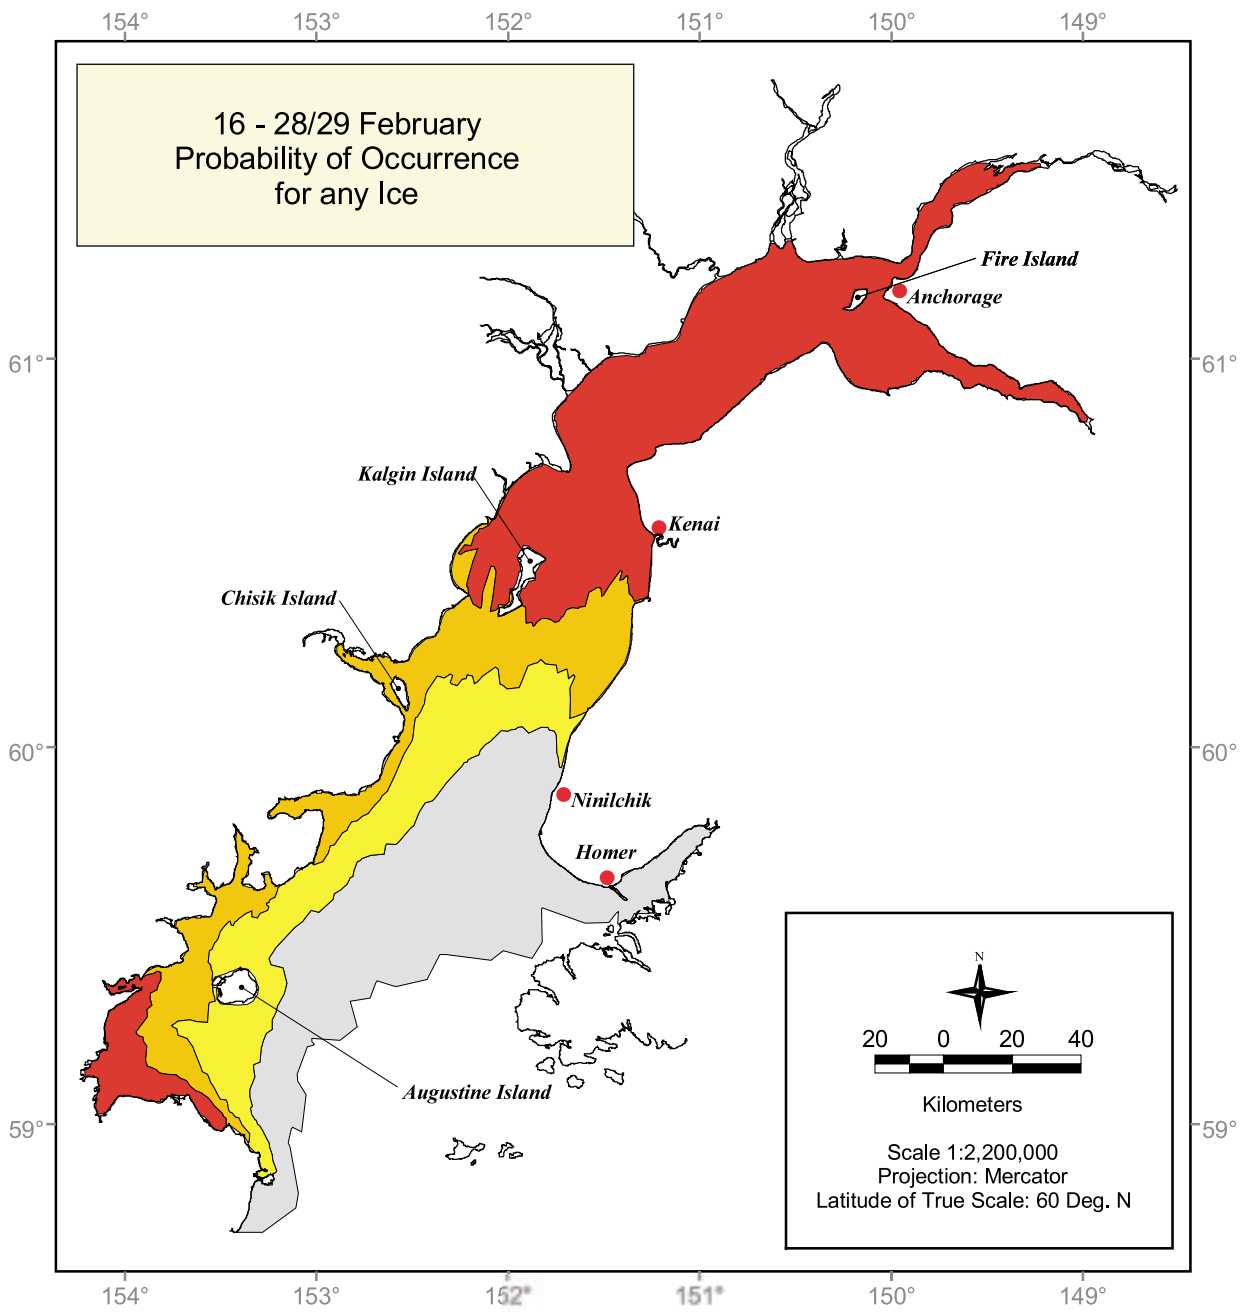 154° 153° 152° 151° 150° 149°
16 - 28/29 February
Probability of Occurrence
for any Ice
Fire Island
Anchorage
61° 61°
Kalgin Island
Kenai
Chisik Island
60° 60°
Ninilchik
Homer
N
20 0 20 40
Kilometers
Augustine Island
59° 59°
Scale 1:2,200,000
Projection: Mercator
Latitude of True Scale: 60 Deg. N
154° 153° 152° 151° 150° 149°